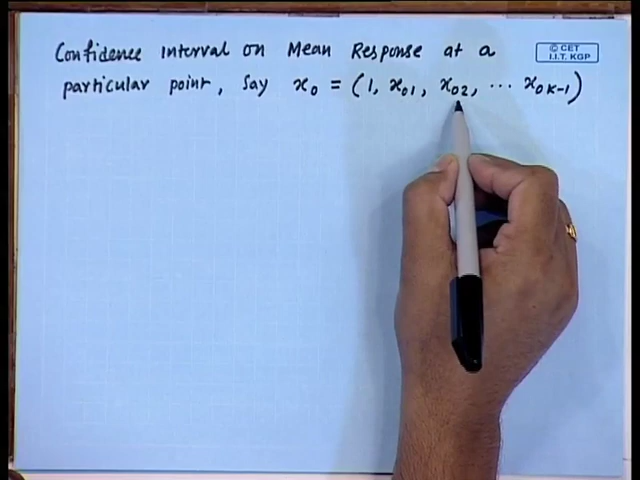 Confidence interval on Mean Response at a
particular point, say x₀ = (1, x₀₁, x₀₂, ... x₀ₖ₋₁)
© CET
I.I.T. KGP